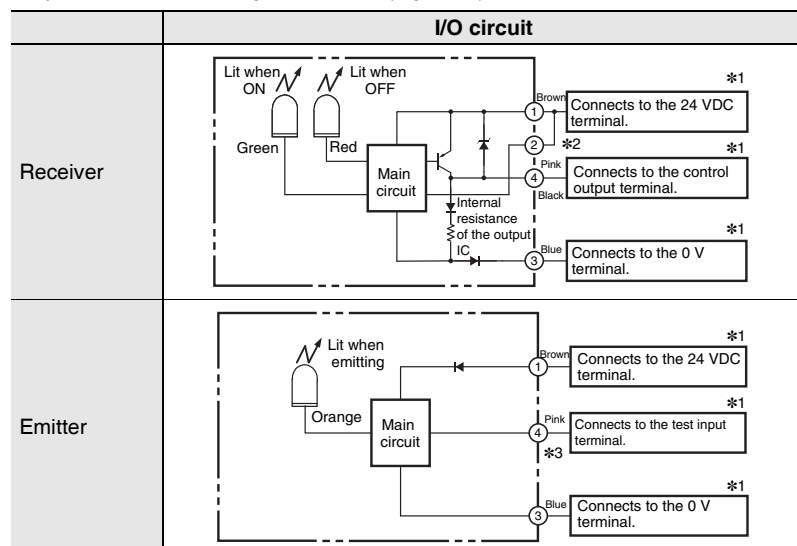 I/O circuit
Receiver
Lit when
ON
Lit when
OFF
Green
Red
Main
circuit
Internal
resistance
of the output
IC
1
Brown
2
*2
Pink
4
Black
3
Blue
*1
Connects to the 24 VDC
terminal.
*1
Connects to the control
output terminal.
*1
Connects to the 0 V
terminal.
Emitter
Lit when
emitting
Orange
Main
circuit
1
Brown
*1
Connects to the 24 VDC
terminal.
4
Pink
*3
*1
Connects to the test input
terminal.
3
Blue
*1
Connects to the 0 V
terminal.